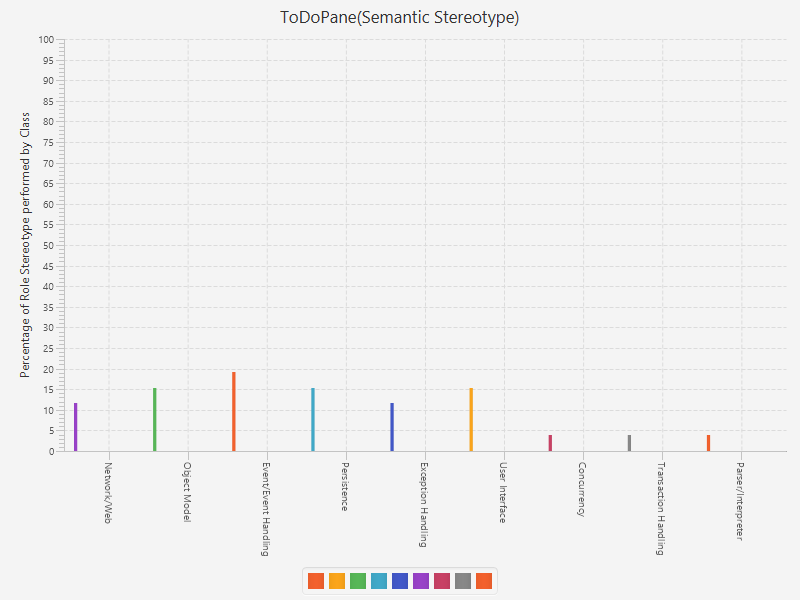 ToDoPane(Semantic Stereotype)
Percentage of Role Stereotype performed by Class
100
95
90
85
80
75
70
65
60
55
50
45
40
35
30
25
20
15
10
5
0
Network/Web
Object Model
Event/Event Handling
Persistence
Exception Handling
User Interface
Concurrency
Transaction Handling
Parser/Interpreter